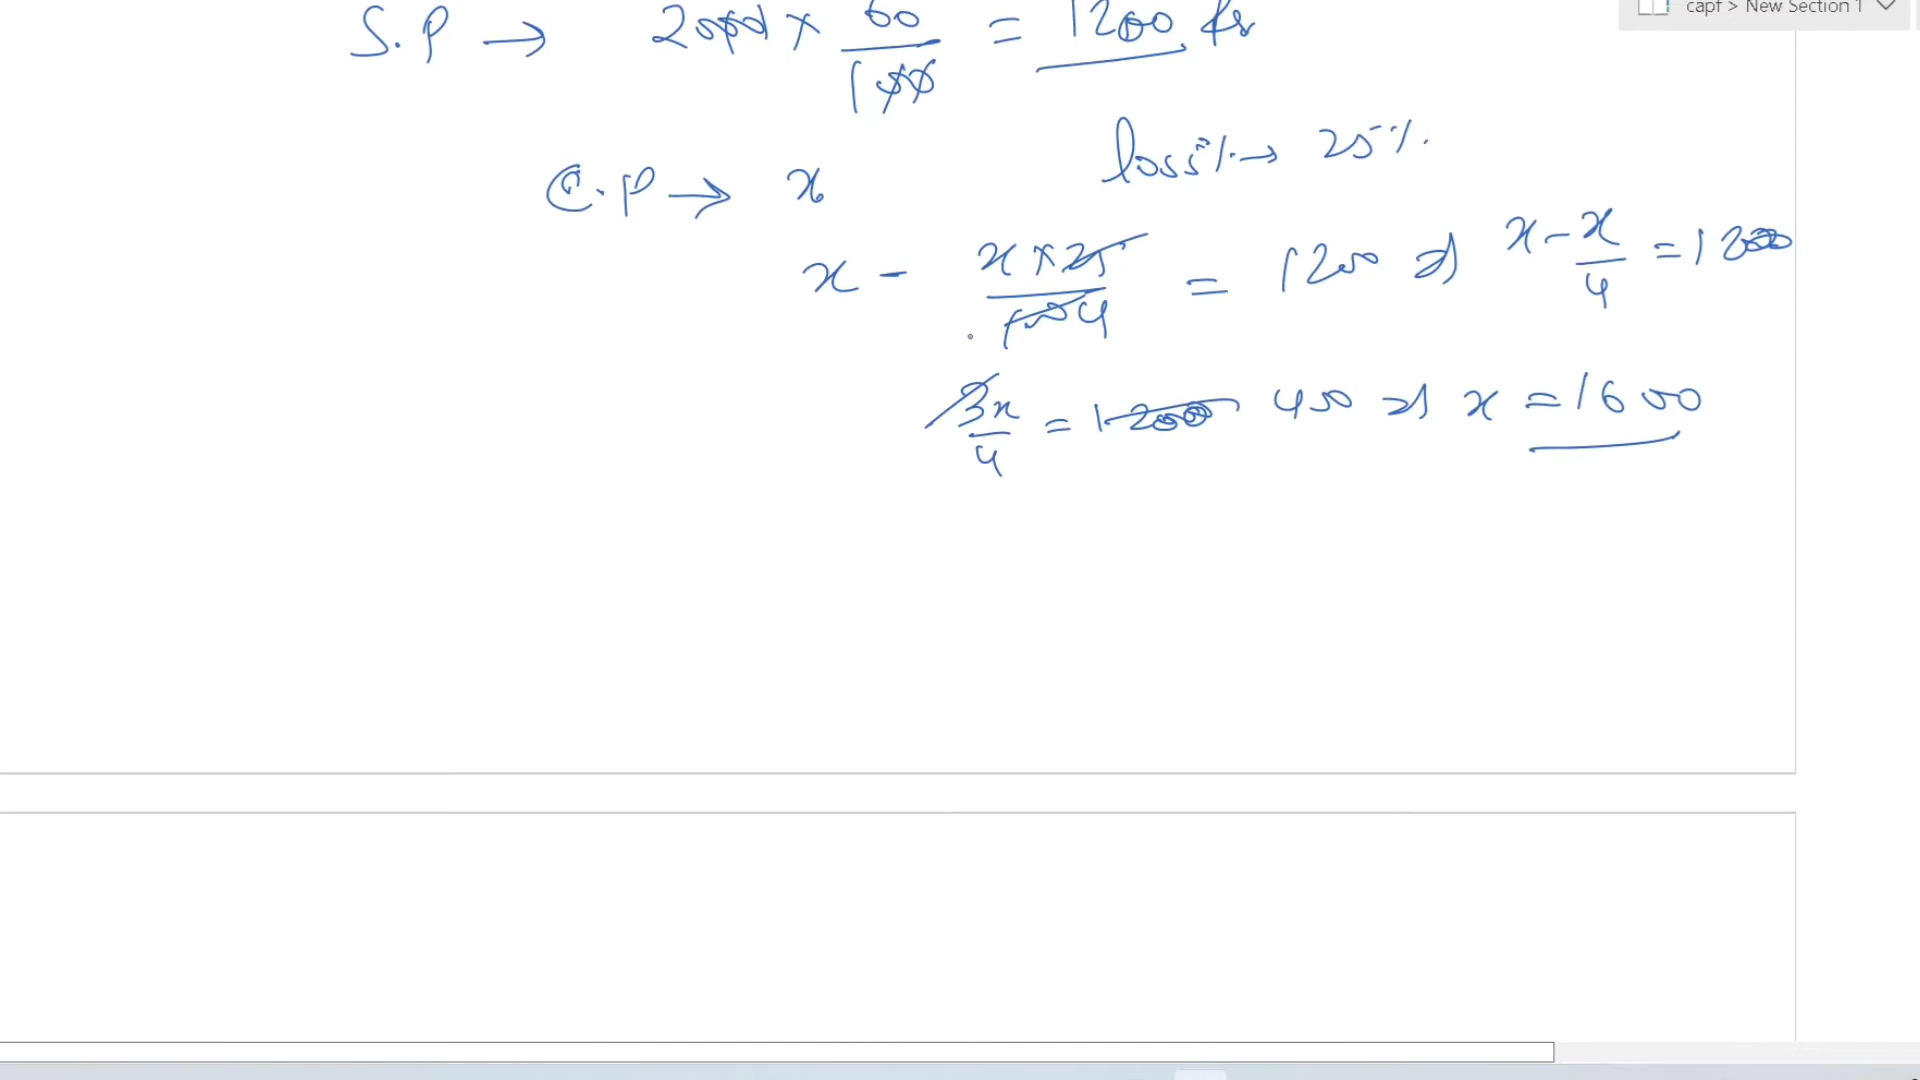 capf > New Section 1
S.P → 2000 × 60/100 = 1200 Rs
loss% → 25%.
C.P → x
x - x × 25/100 4 = 1200 ⇒ x - x/4 = 1200
3x/4 = 1200 400 ⇒ x = 1600